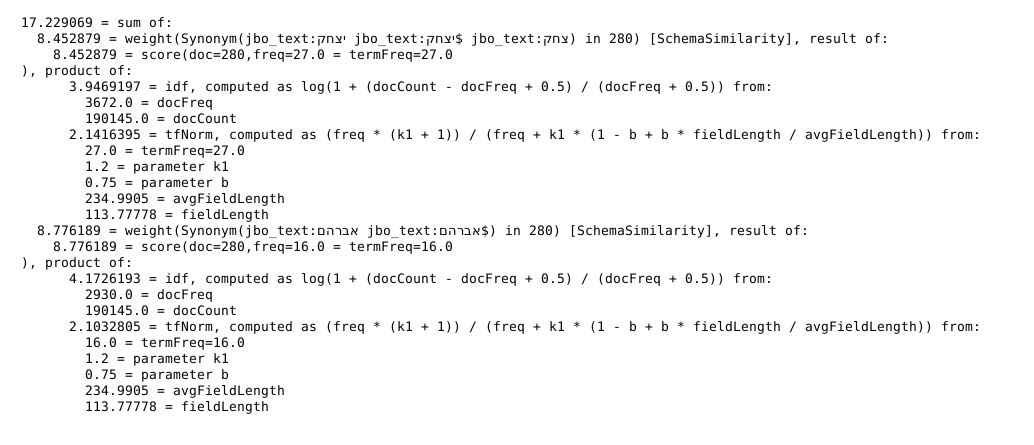 17.229069 = sum of:
8.452879 = weight(Synonym(jbo_text:יצחק jbo_text:יצחק$ jbo_text:צחק) in 280) [SchemaSimilarity], result of:
8.452879 = score(doc=280,freq=27.0 = termFreq=27.0
), product of:
3.9469197 = idf, computed as log(1 + (docCount - docFreq + 0.5) / (docFreq + 0.5)) from:
3672.0 = docFreq
190145.0 = docCount
2.1416395 = tfNorm, computed as (freq * (k1 + 1)) / (freq + k1 * (1 - b + b * fieldLength / avgFieldLength)) from:
27.0 = termFreq=27.0
1.2 = parameter k1
0.75 = parameter b
234.9905 = avgFieldLength
113.77778 = fieldLength
8.776189 = weight(Synonym(jbo_text:אברהם jbo_text:אברהם$) in 280) [SchemaSimilarity], result of:
8.776189 = score(doc=280,freq=16.0 = termFreq=16.0
), product of:
4.1726193 = idf, computed as log(1 + (docCount - docFreq + 0.5) / (docFreq + 0.5)) from:
2930.0 = docFreq
190145.0 = docCount
2.1032805 = tfNorm, computed as (freq * (k1 + 1)) / (freq + k1 * (1 - b + b * fieldLength / avgFieldLength)) from:
16.0 = termFreq=16.0
1.2 = parameter k1
0.75 = parameter b
234.9905 = avgFieldLength
113.77778 = fieldLength